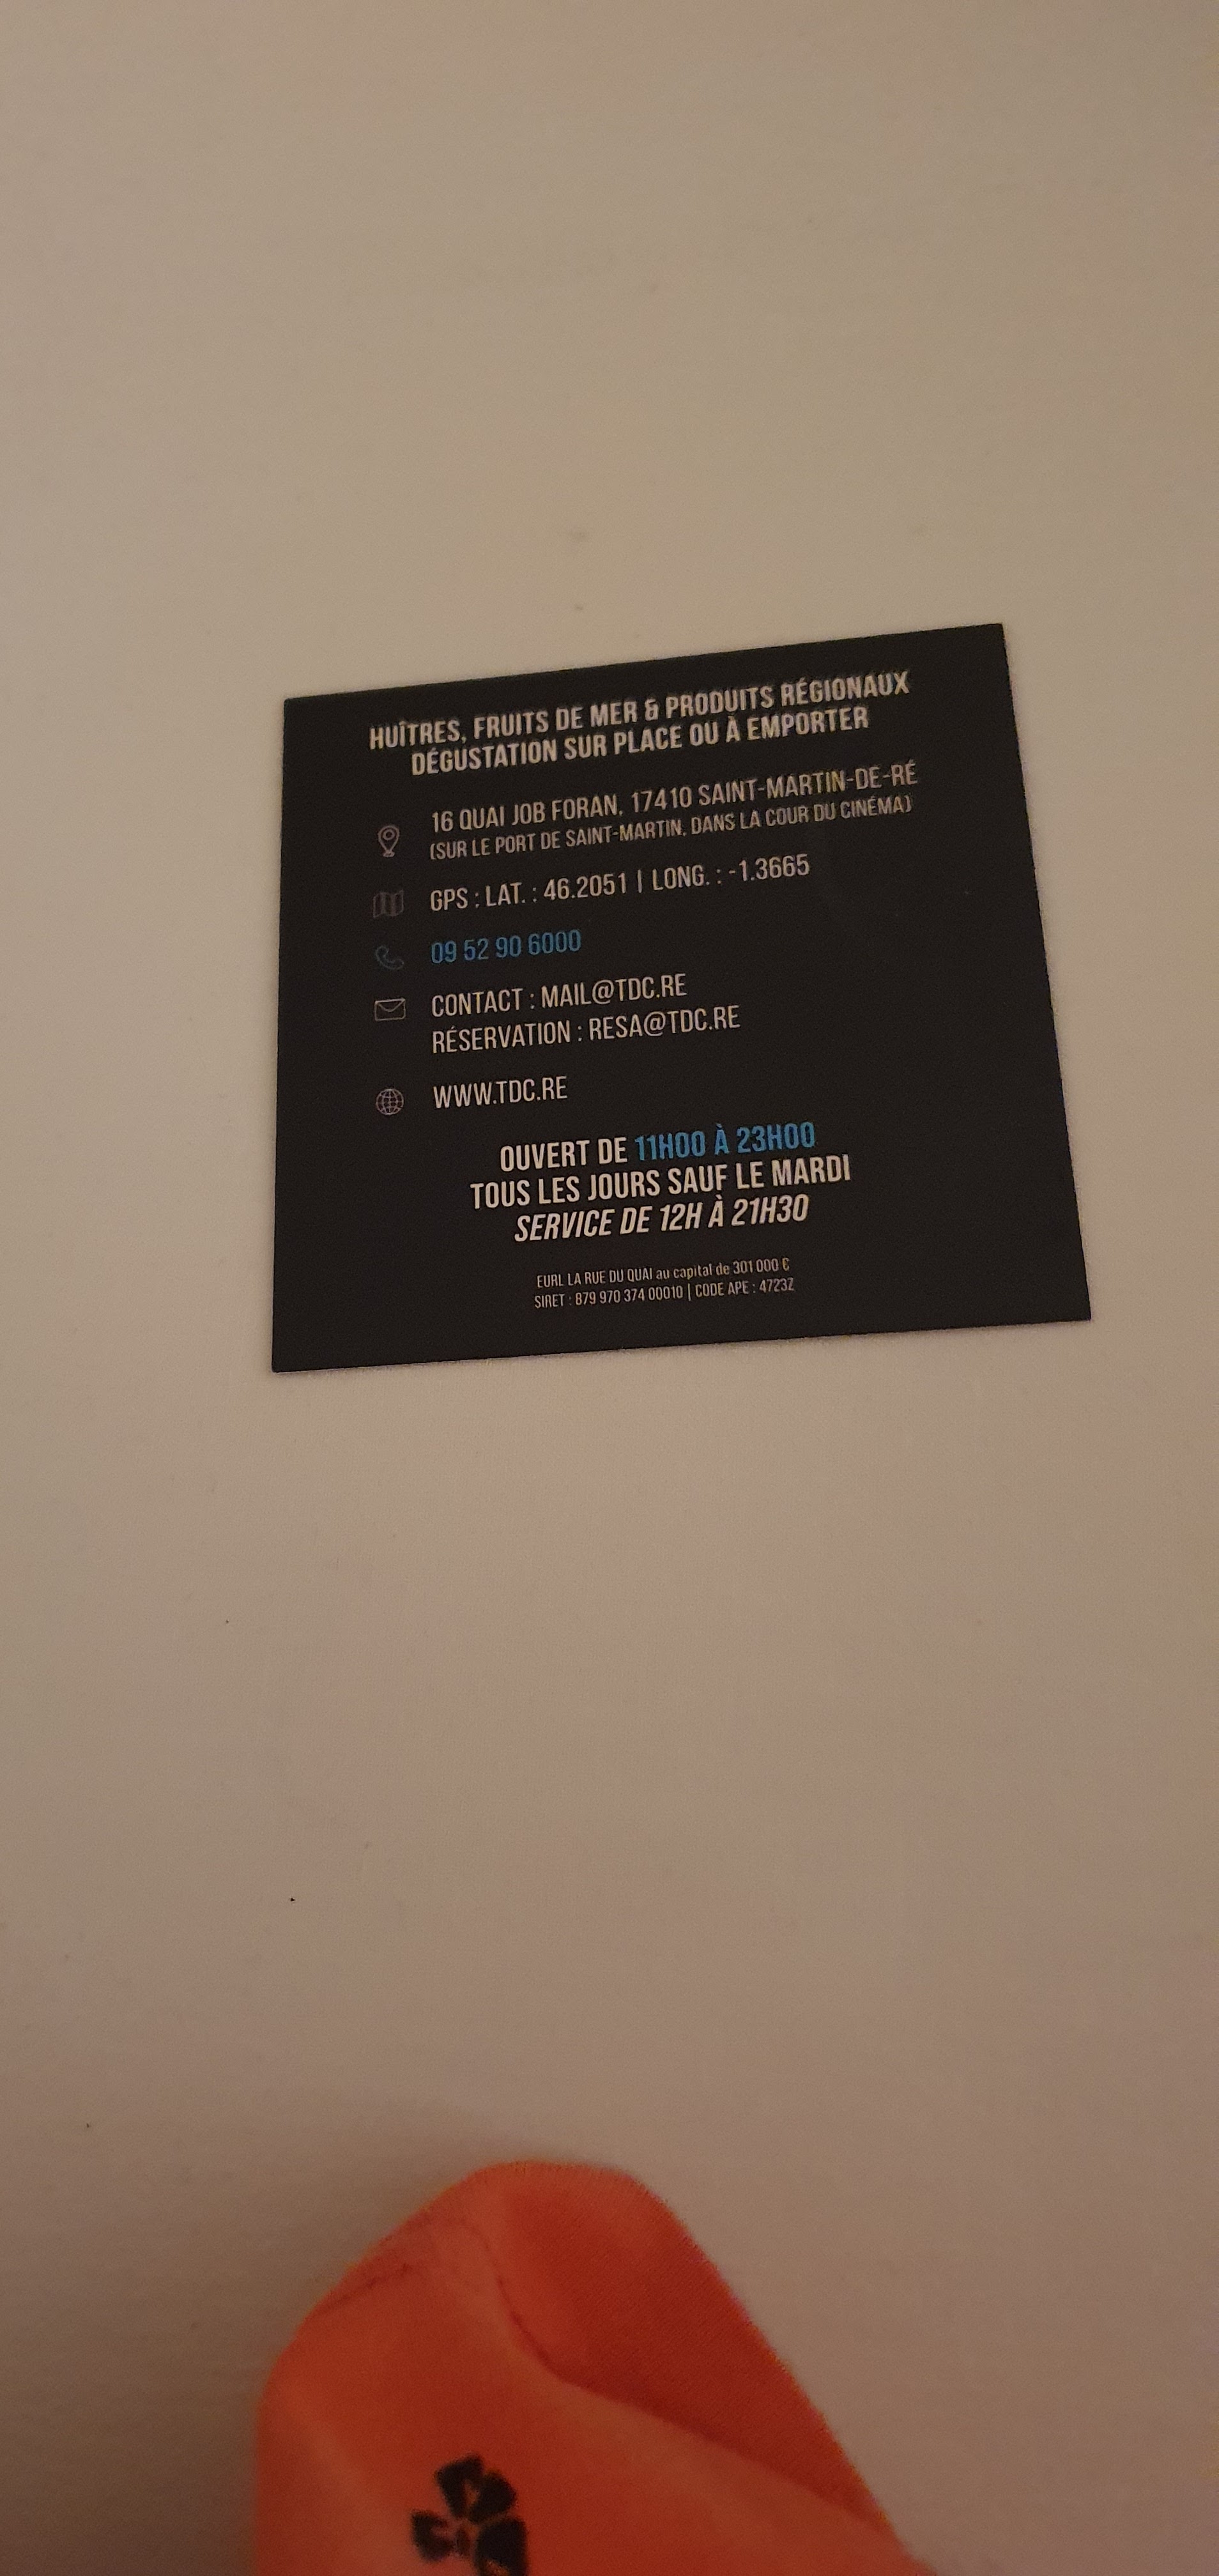 HUÎTRES, FRUITS DE MER & PRODUITS RÉGIONAUX
DÉGUSTATION SUR PLACE OU À EMPORTER
16 QUAI JOB FORAN, 17410 SAINT-MARTIN-DE-RÉ
(SUR LE PORT DE SAINT-MARTIN, DANS LA COUR DU CINÉMA)
GPS : LAT. : 46.2051 | LONG. : -1.3665
09 52 90 6000
CONTACT : MAIL@TDC.RE
RÉSERVATION : RESA@TDC.RE
WWW.TDC.RE
OUVERT DE 11H00 À 23H00
TOUS LES JOURS SAUF LE MARDI
SERVICE DE 12H À 21H30
EURL LA RUE DU QUAI au capital de 301 000 €
SIRET : 879 970 374 00010 | CODE APE : 4723Z